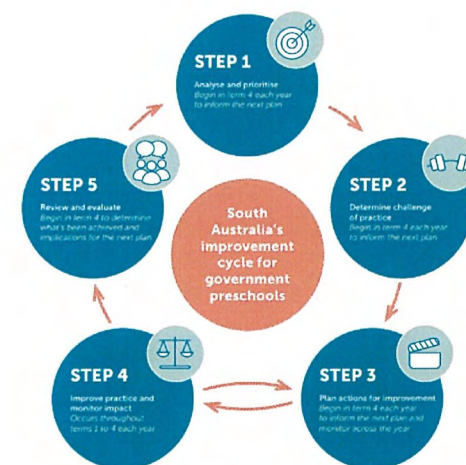 STEP 1
Analyse and prioritise
Begin in term 4 each year
to inform the next plan
STEP 2
Determine challenge
of practice
Begin in term 4 each year
to inform the next plan
STEP 3
Plan actions for improvement
Begin in term 4 each year
to inform the next plan and
monitor across the year
STEP 4
Improve practice and
monitor impact
Occurs throughout
terms 1 to 4 each year
STEP 5
Review and evaluate
Begin in term 4 to determine
what's been achieved and
implications for the next plan
South
Australia's
improvement
cycle for
government
preschools